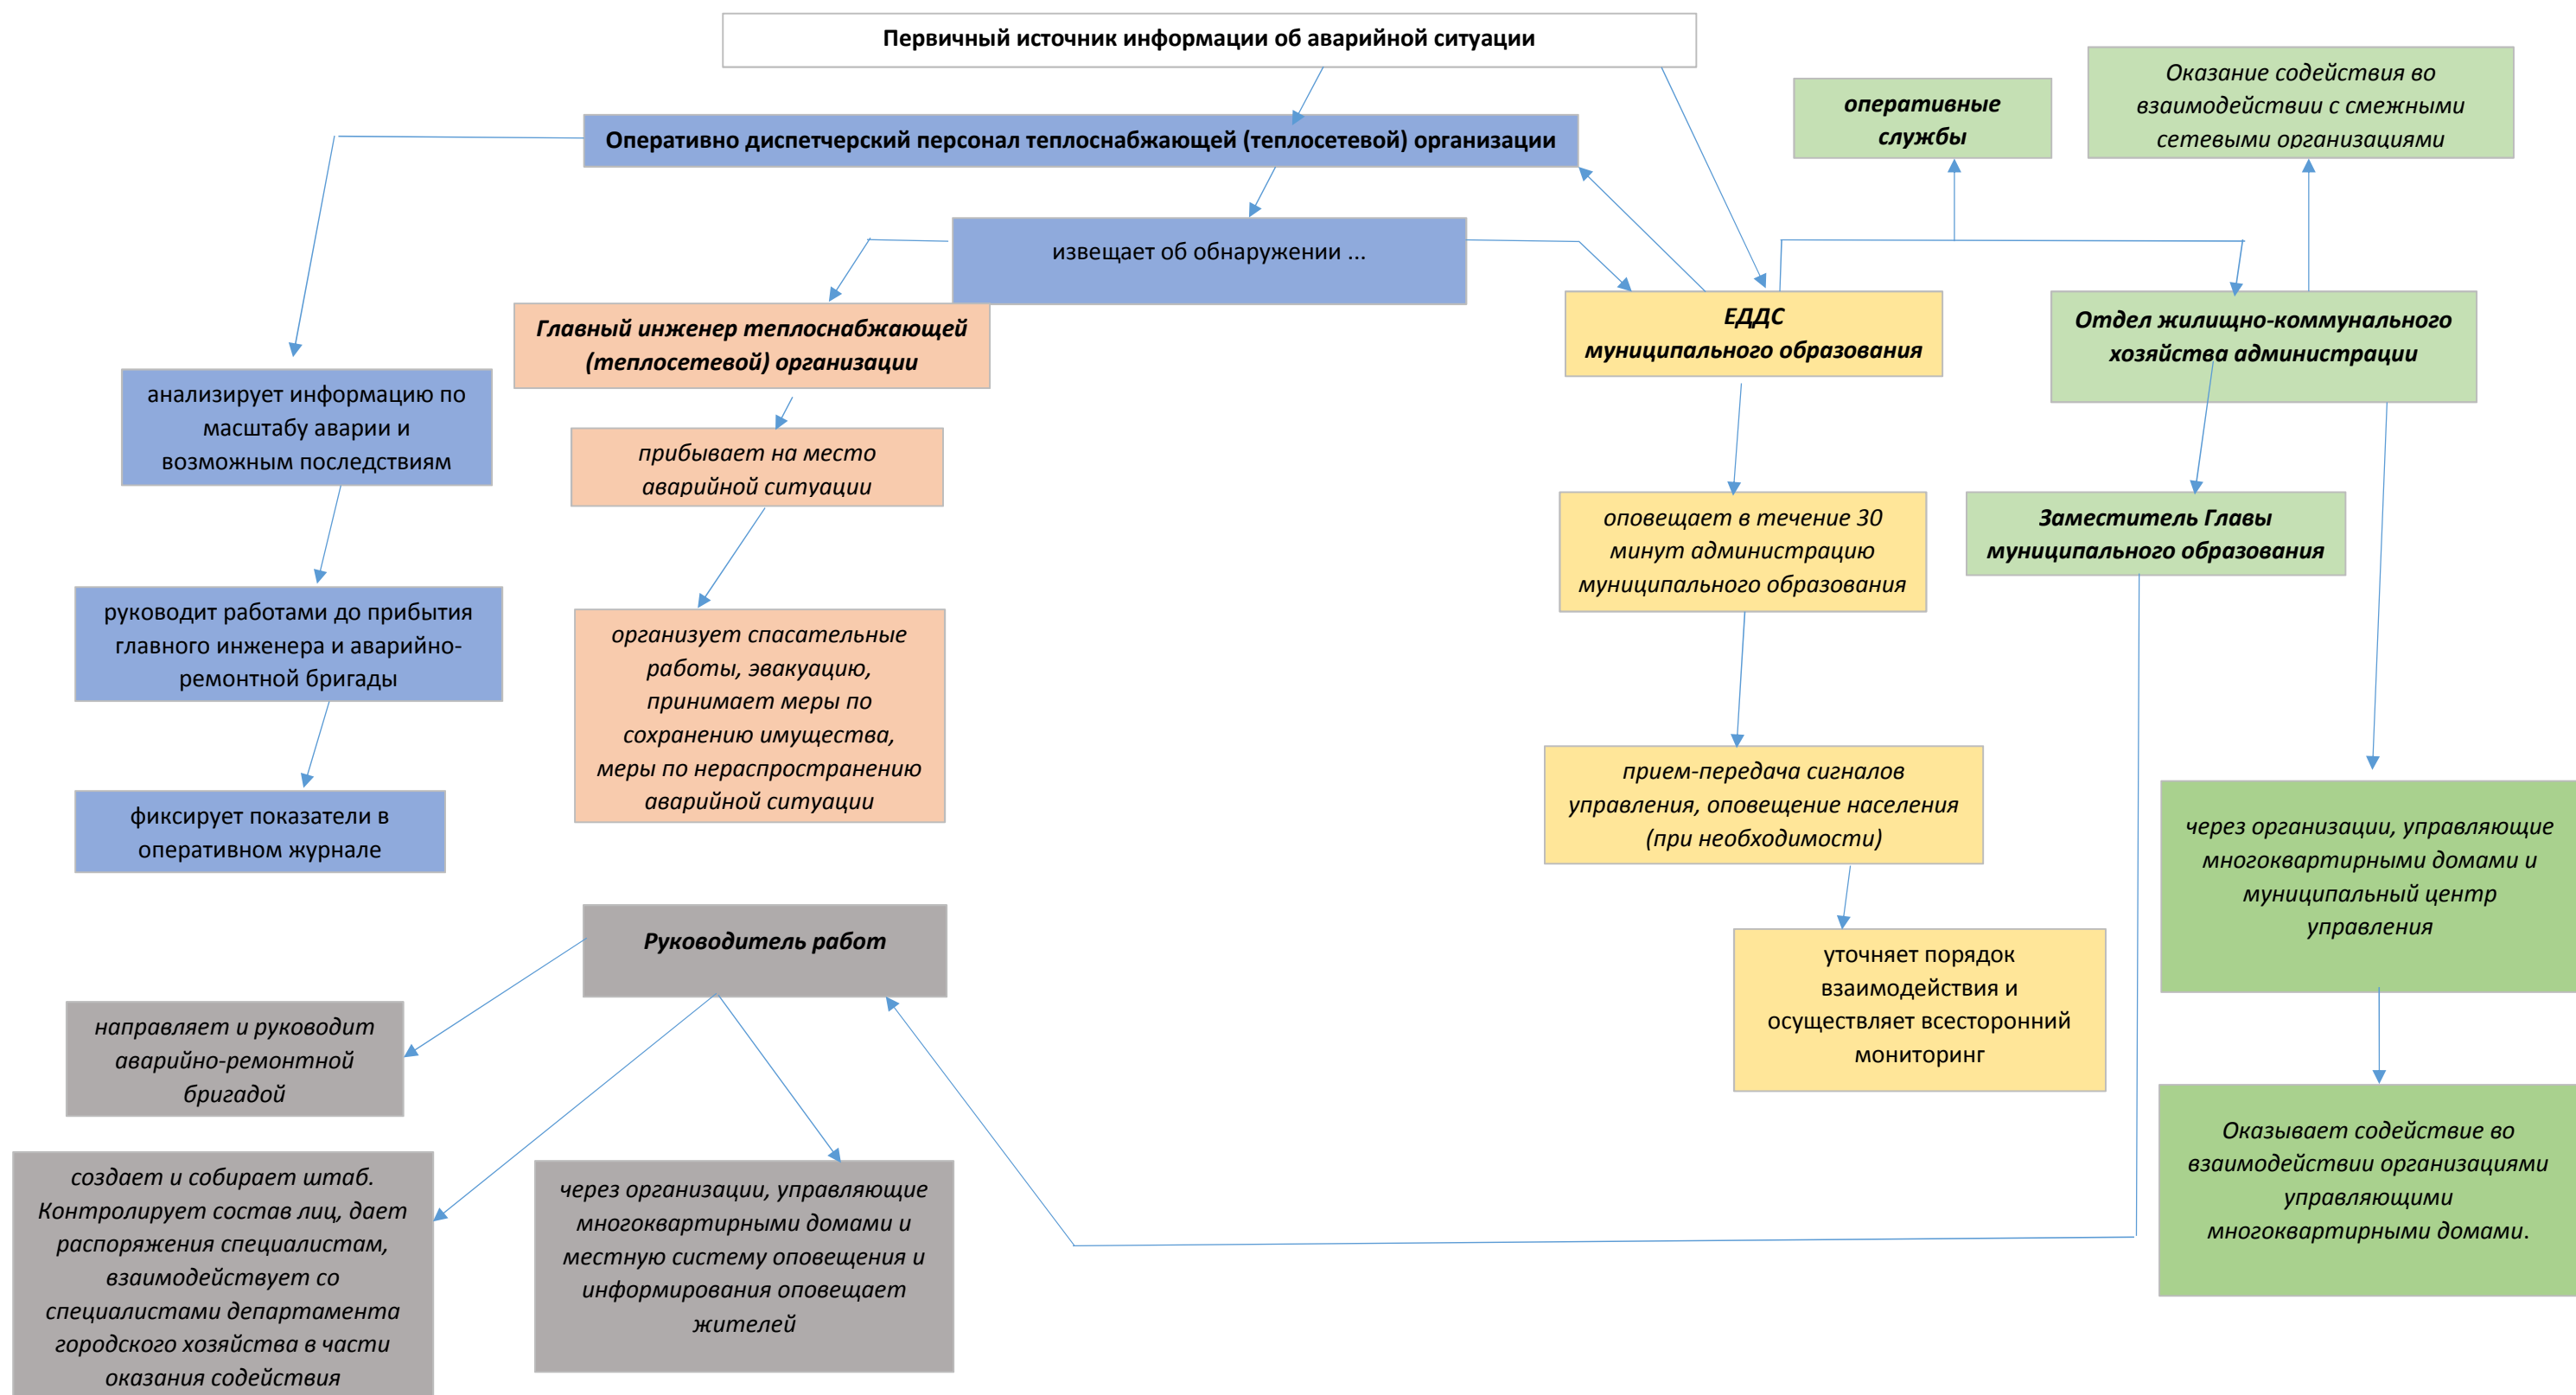 Первичный источник информации об аварийной ситуации
оперативные
службы
Оказание содействия во
взаимодействии с смежными
сетевыми организациями
Оперативно диспетчерский персонал теплоснабжающей (теплосетевой) организации
извещает об обнаружении ...
Главный инженер теплоснабжающей
(теплосетевой) организации
ЕДДС
муниципального образования
Отдел жилищно-коммунального
хозяйства администрации
анализирует информацию по
масштабу аварии и
возможным последствиям
прибывает на место
аварийной ситуации
оповещает в течение 30
минут администрацию
муниципального образования
Заместитель Главы
муниципального образования
руководит работами до прибытия
главного инженера и аварийно-
ремонтной бригады
организует спасательные
работы, эвакуацию,
принимает меры по
сохранению имущества,
меры по нераспространению
аварийной ситуации
прием-передача сигналов
управления, оповещение населения
(при необходимости)
фиксирует показатели в
оперативном журнале
через организации, управляющие
многоквартирными домами и
муниципальный центр
управления
Руководитель работ
уточняет порядок
взаимодействия и
осуществляет всесторонний
мониторинг
направляет и руководит
аварийно-ремонтной
бригадой
Оказывает содействие во
взаимодействии организациями
управляющими
многоквартирными домами.
создает и собирает штаб.
Контролирует состав лиц, дает
распоряжения специалистам,
взаимодействует со
специалистами департамента
городского хозяйства в части
оказания содействия
через организации, управляющие
многоквартирными домами и
местную систему оповещения и
информирования оповещает
жителей